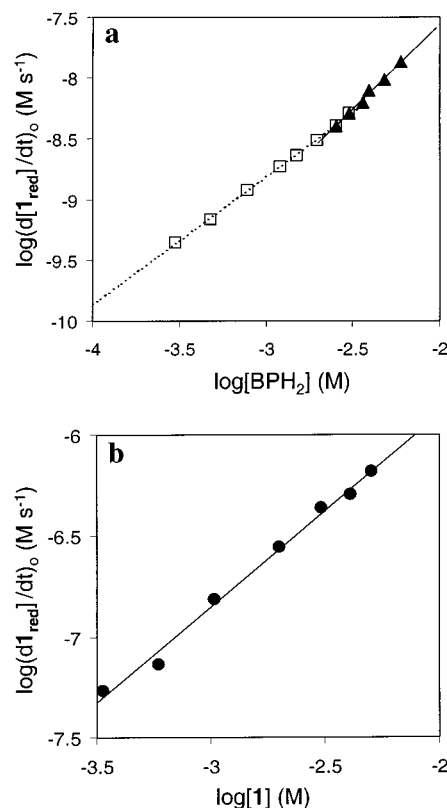 a
-7.5
-8
-8.5
-9
-9.5
-10
log(d[1red]/dt)o (M s-1)
-4 -3.5 -3 -2.5 -2
log[BPH2] (M)
b
-6
-6.5
-7
-7.5
log(d1red]/dt)o (M s-1)
-3.5 -3 -2.5 -2
log[1] (M)